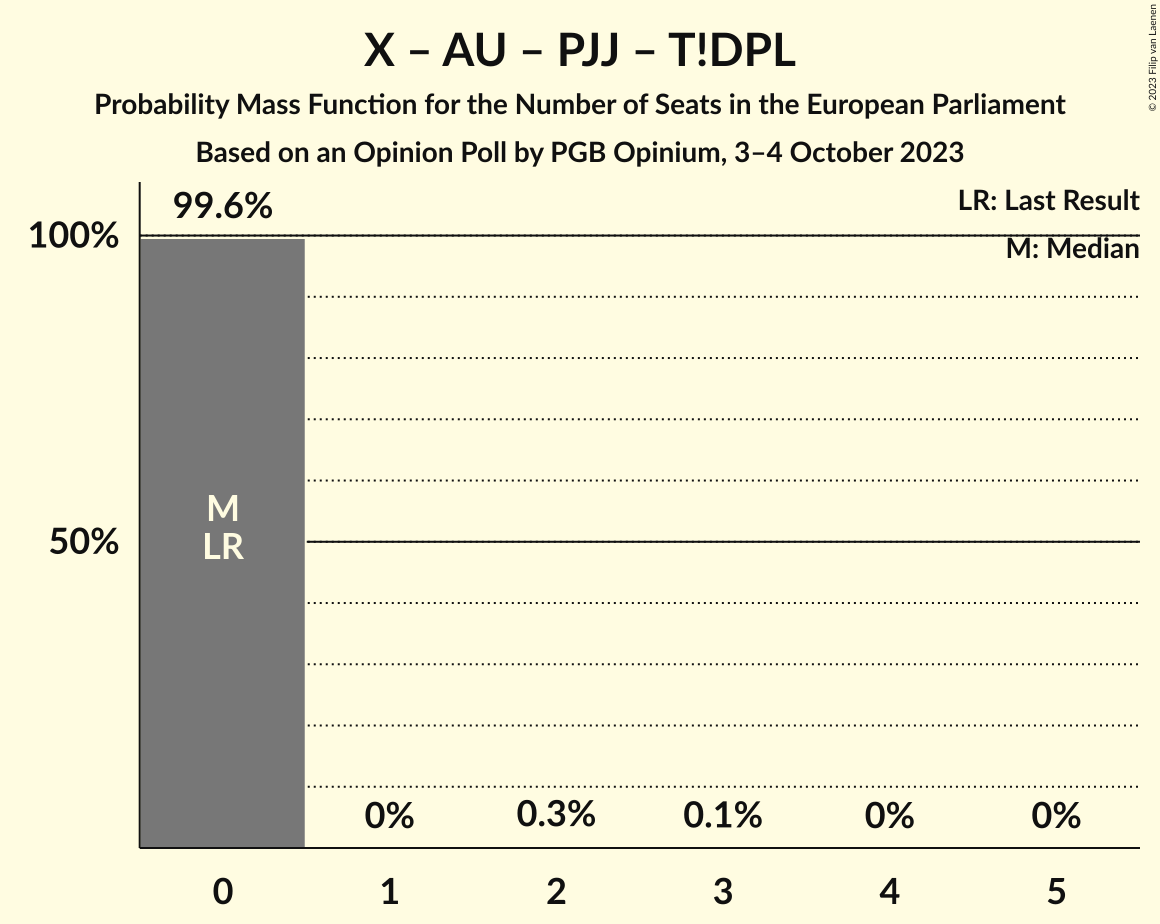 X – AU – PJJ – T!DPL
Probability Mass Function for the Number of Seats in the European Parliament
Based on an Opinion Poll by PGB Opinium, 3–4 October 2023
© 2023 Filip van Laenen
LR: Last Result
M: Median
99.6%
100%
50%
M
LR
0%
0.3%
0.1%
0%
0%
0
1
2
3
4
5